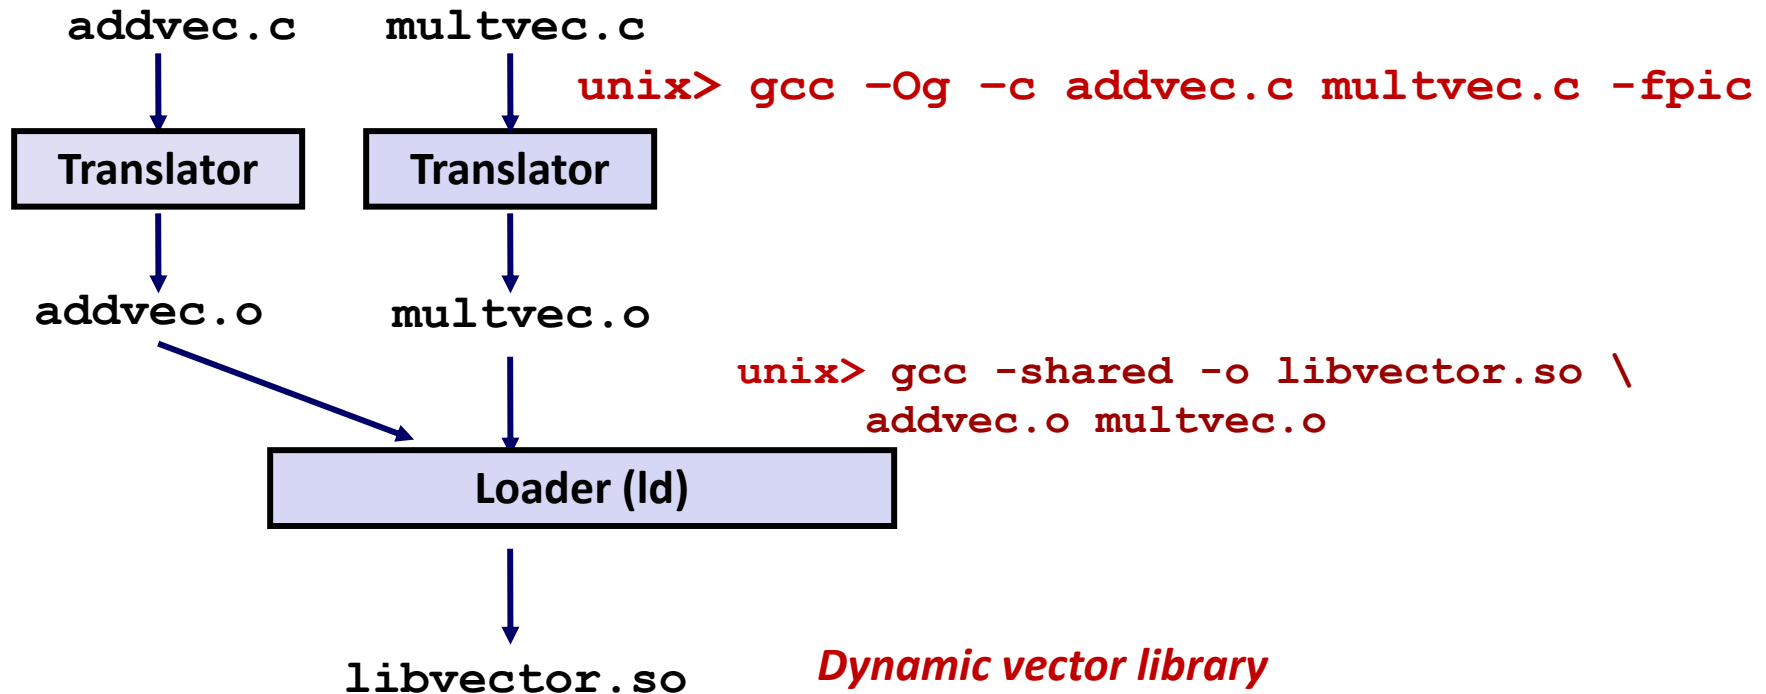 addvec.c multvec.c
unix> gcc –Og –c addvec.c multvec.c -fpic
Translator Translator
addvec.o multvec.o
unix> gcc -shared -o libvector.so \
addvec.o multvec.o
Loader (ld)
libvector.so Dynamic vector library